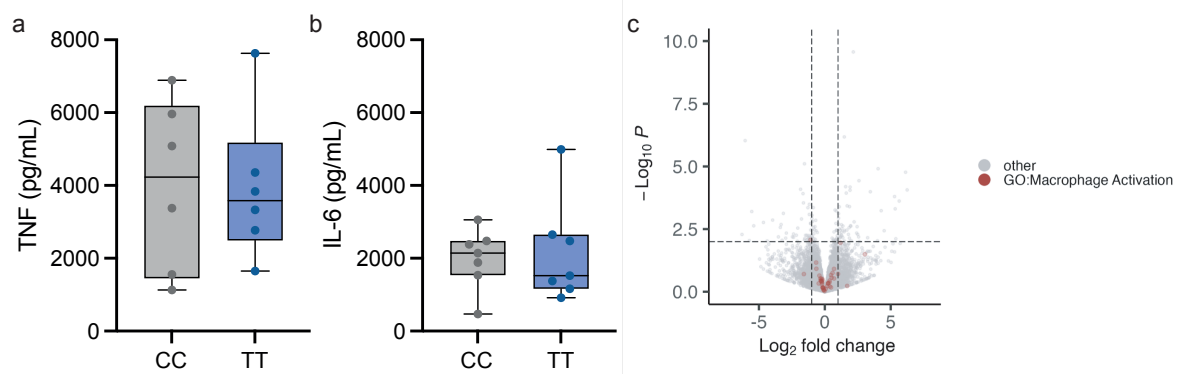 a
TNF (pg/mL)
8000
6000
4000
2000
0
CC TT
b
IL-6 (pg/mL)
8000
6000
4000
2000
0
CC TT
c
−Log10 P
10.0
7.5
5.0
2.5
0.0
-5 0 5
Log2 fold change
other
GO:Macrophage Activation